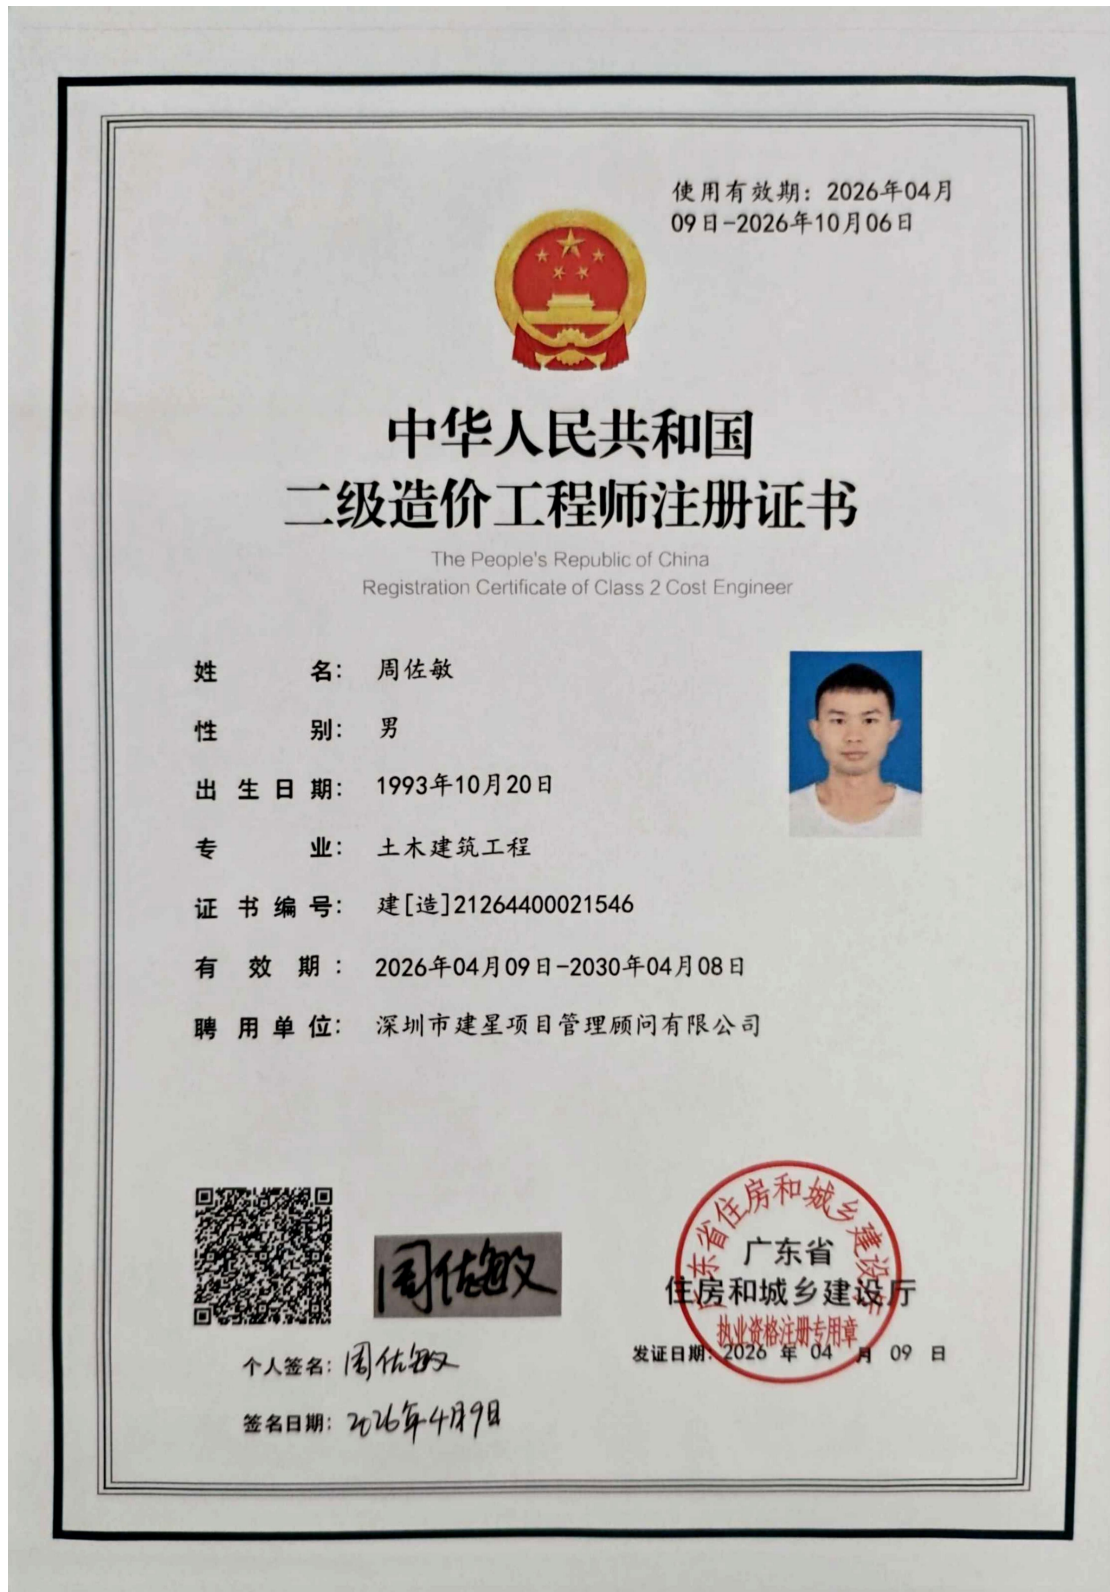 使用有效期：2026年04月
09日-2026年10月06日
中华人民共和国
二级造价工程师注册证书
The People's Republic of China
Registration Certificate of Class 2 Cost Engineer
姓名：周佐敏
性别：男
出生日期：1993年10月20日
专业：土木建筑工程
证书编号：建[造]21264400021546
有效期：2026年04月09日-2030年04月08日
聘用单位：深圳市建星项目管理顾问有限公司
周佐敏
个人签名：周佐敏
签名日期：2026年4月9日
广东省住房和城乡建设厅
广东省
住房和城乡建设厅
执业资格注册专用章
发证日期：2026 年 04 月 09 日